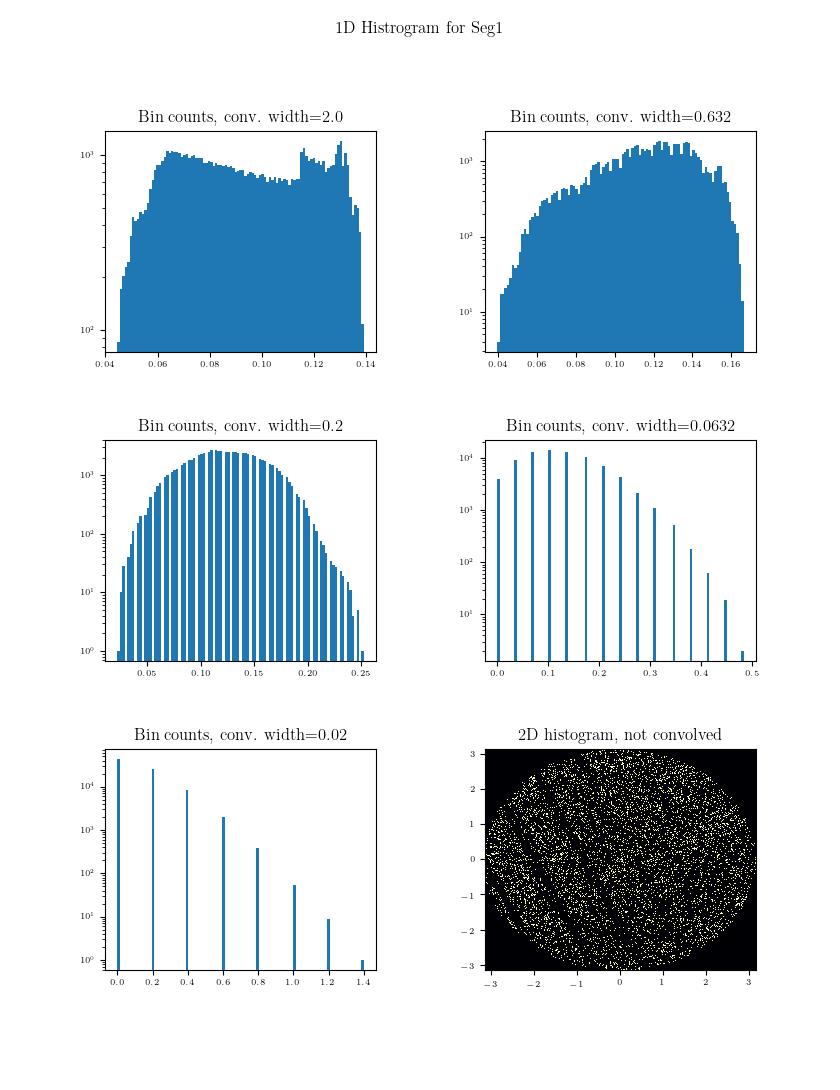 1D Histrogram for Seg1
Bin counts, conv. width=2.0
10³
10²
0.04 0.06 0.08 0.10 0.12 0.14
Bin counts, conv. width=0.632
10³
10²
10¹
0.04 0.06 0.08 0.10 0.12 0.14 0.16
Bin counts, conv. width=0.2
10³
10²
10¹
10⁰
0.05 0.10 0.15 0.20 0.25
Bin counts, conv. width=0.0632
10⁴
10³
10²
10¹
0.0 0.1 0.2 0.3 0.4 0.5
Bin counts, conv. width=0.02
10⁴
10³
10²
10¹
10⁰
0.0 0.2 0.4 0.6 0.8 1.0 1.2 1.4
2D histogram, not convolved
3
2
1
0
−1
−2
−3
−3 −2 −1 0 1 2 3